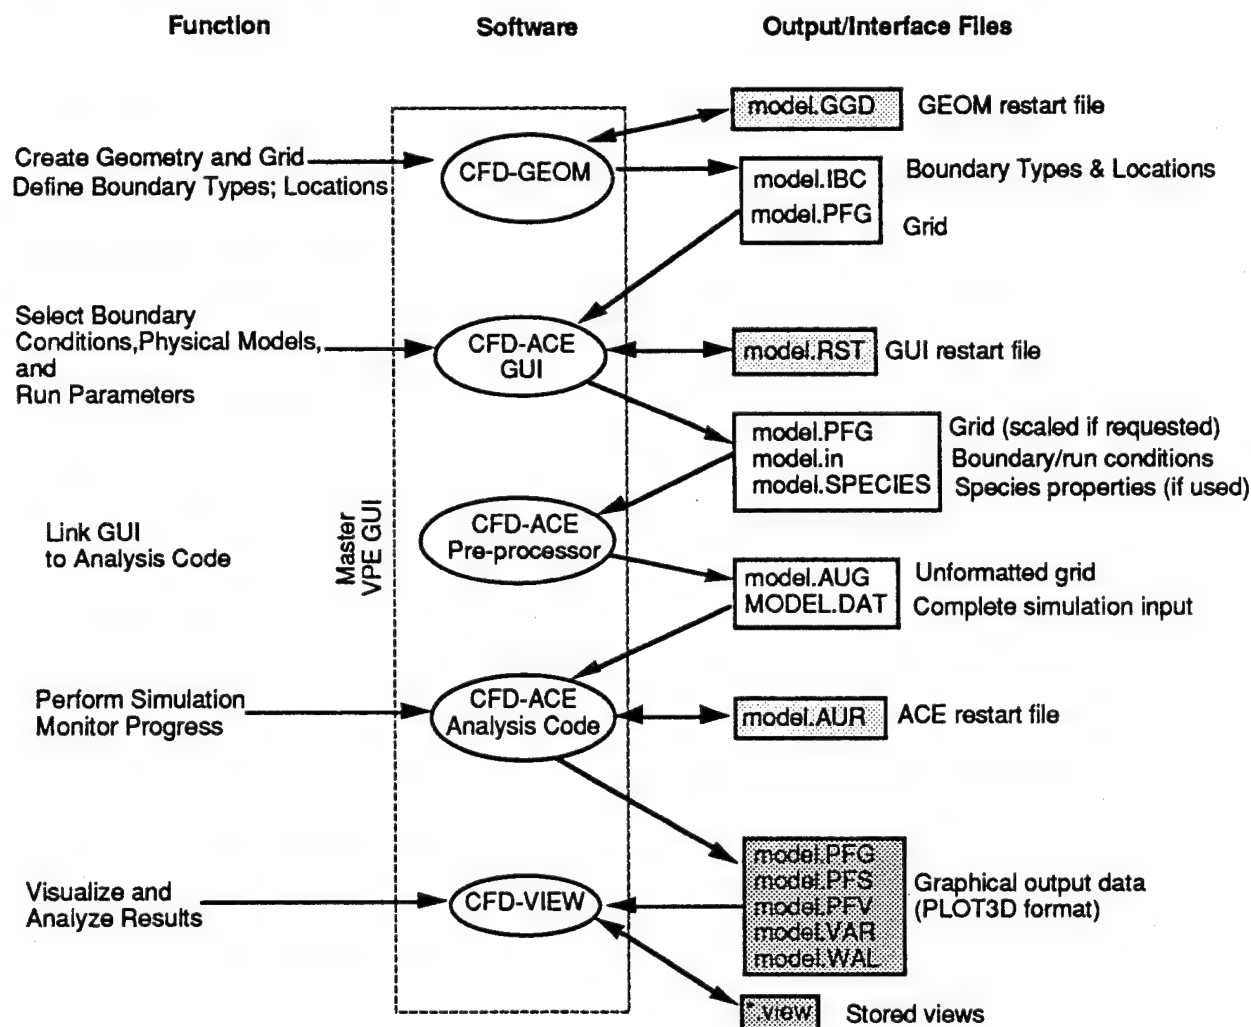 Function Software Output/Interface Files
model.GGD GEOM restart file
Create Geometry and Grid
Define Boundary Types; Locations
CFD-GEOM
model.IBC Boundary Types & Locations
model.PFG Grid
Select Boundary
Conditions,Physical Models,
and
Run Parameters
CFD-ACE
GUI
model.RST GUI restart file
model.PFG Grid (scaled if requested)
model.in Boundary/run conditions
model.SPECIES Species properties (if used)
Link GUI
to Analysis Code
Master
VPE GUI
CFD-ACE
Pre-processor
model.AUG Unformatted grid
MODEL.DAT Complete simulation input
Perform Simulation
Monitor Progress
CFD-ACE
Analysis Code
model.AUR ACE restart file
Visualize and
Analyze Results
CFD-VIEW
model.PFG
model.PFS
model.PFV
model.VAR
model.WAL
Graphical output data
(PLOT3D format)
*.view Stored views